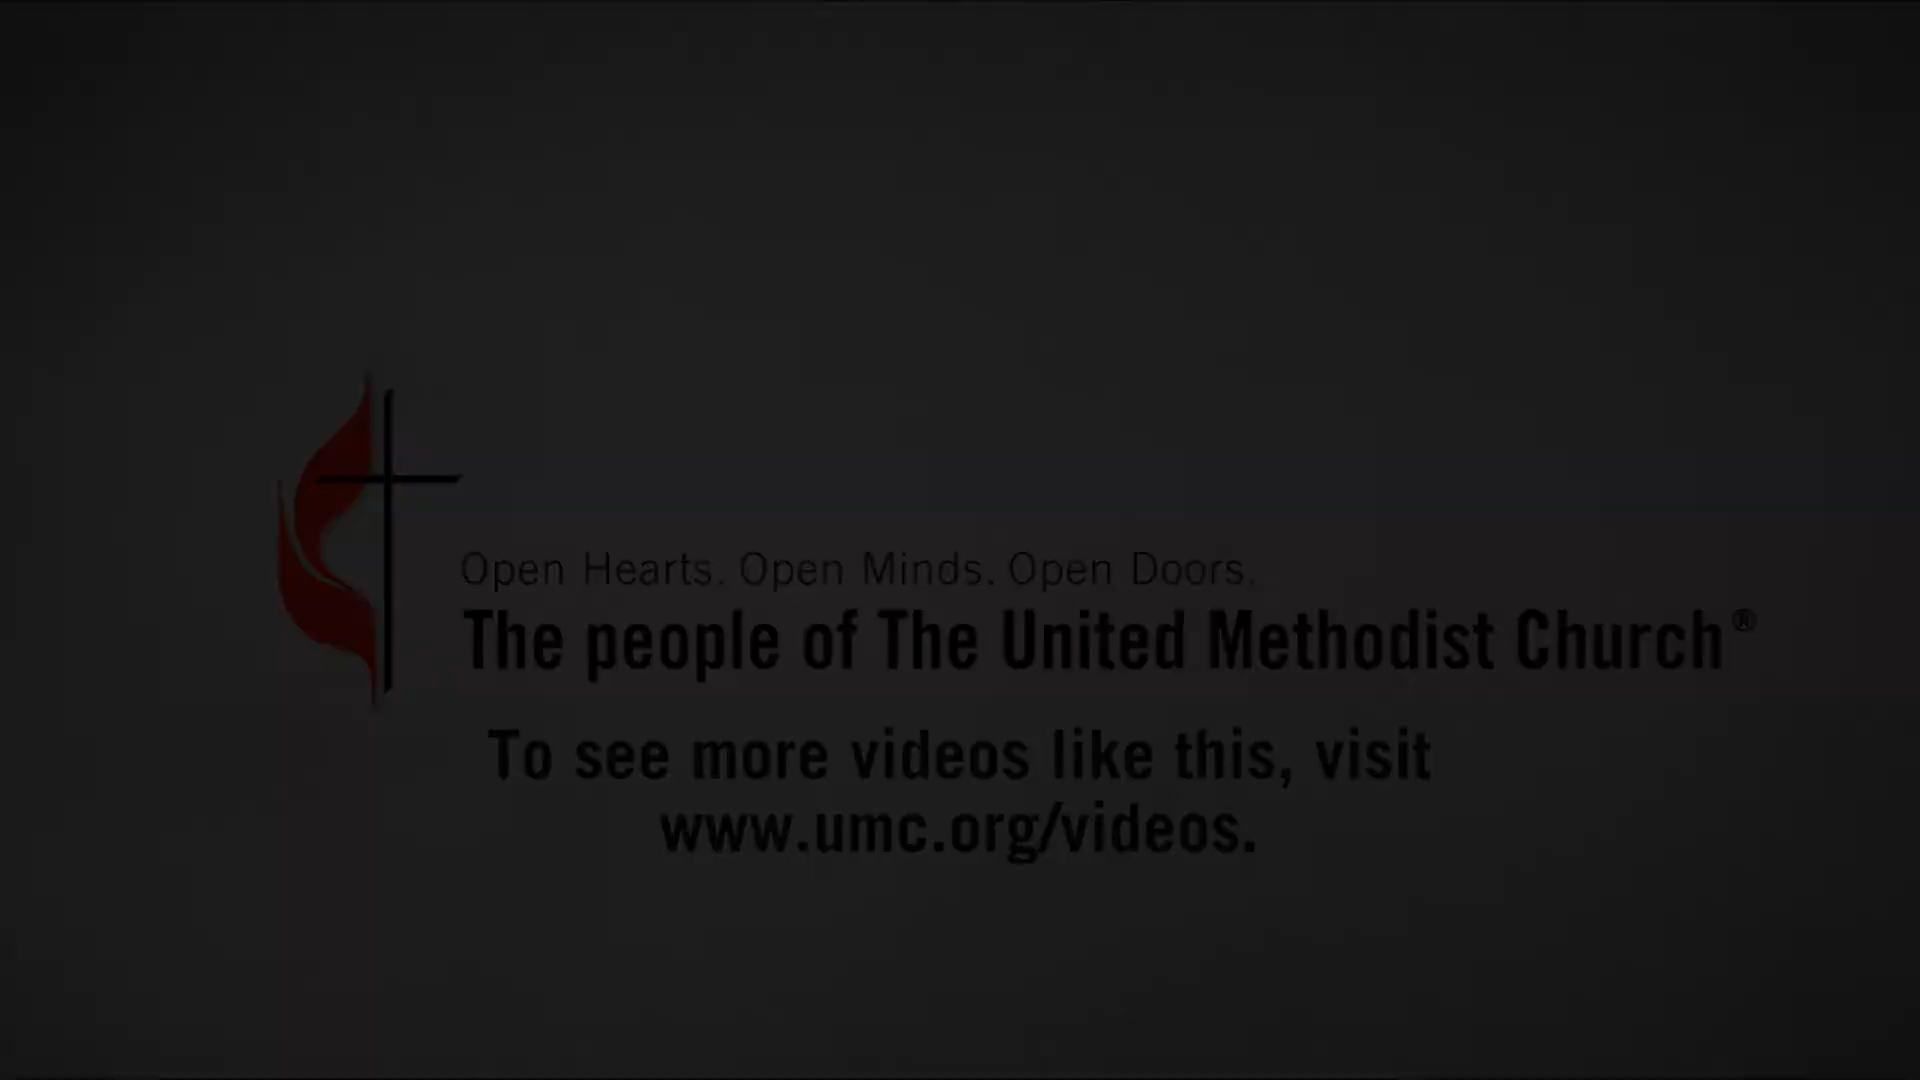 Open Hearts. Open Minds. Open Doors.
The people of The United Methodist Church®
To see more videos like this, visit
www.umc.org/videos.